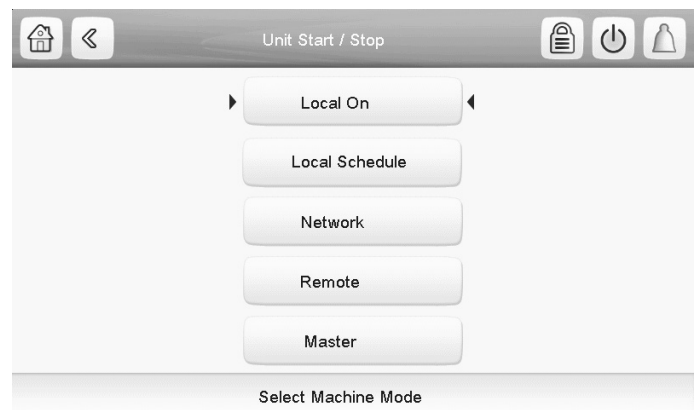 Unit Start / Stop
Local On
Local Schedule
Network
Remote
Master
Select Machine Mode